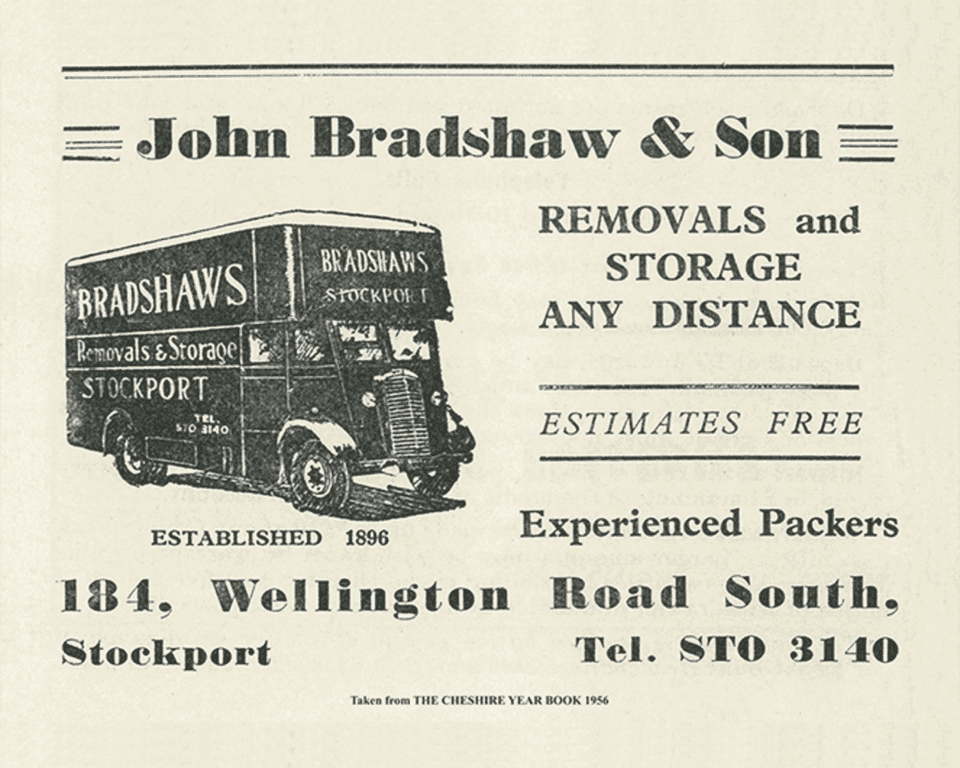 John Bradshaw & Son
BRADSHAWS
Removals & Storage
STOCKPORT
TEL.
STO 3140
BRADSHAWS
STOCKPORT
REMOVALS and
STORAGE
ANY DISTANCE
ESTIMATES FREE
ESTABLISHED 1896
Experienced Packers
184, Wellington Road South,
Stockport Tel. STO 3140
Taken from THE CHESHIRE YEAR BOOK 1956